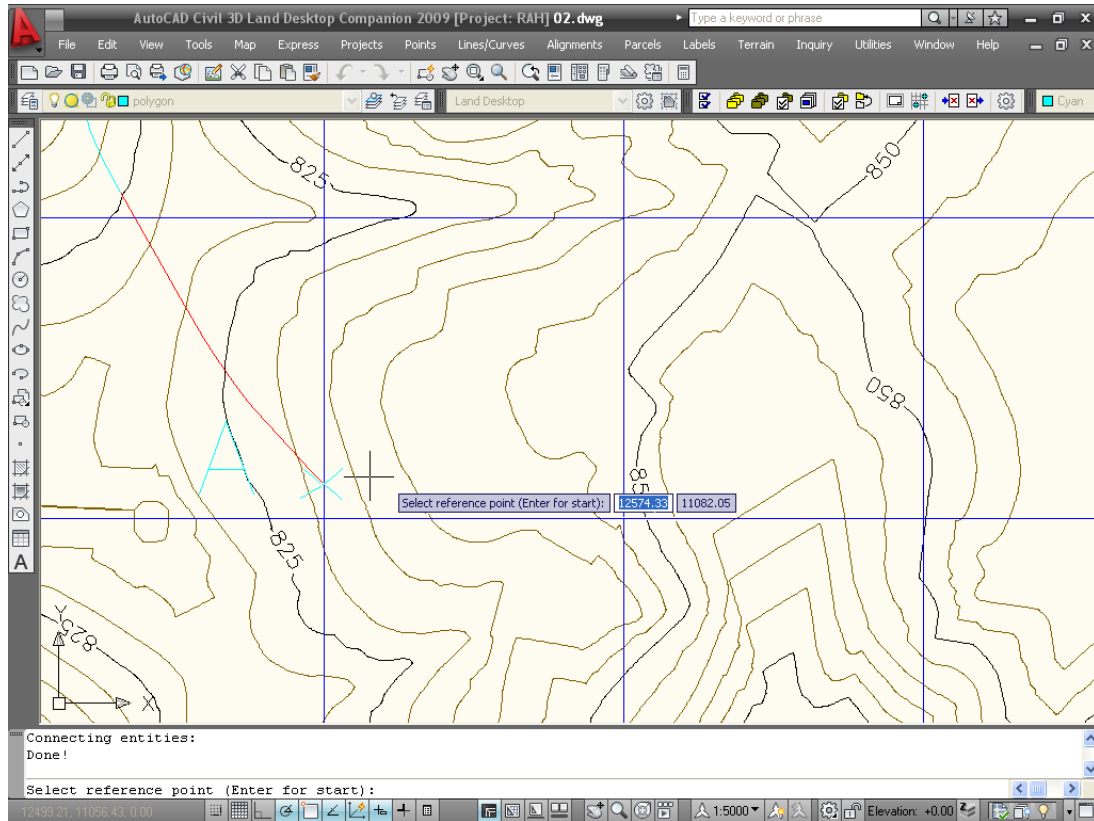 AutoCAD Civil 3D Land Desktop Companion 2009 [Project: RAH] 02.dwg
Type a keyword or phrase
File Edit View Tools Map Express Projects Points Lines/Curves Alignments Parcels Labels Terrain Inquiry Utilities Window Help
polygon
Land Desktop
Cyan
825
850
850
A
85
Select reference point (Enter for start): 12574.33 11082.05
825
825
Y
X
A
Connecting entities:
Done!
Select reference point (Enter for start):
12499.21, 11056.43, 0.00
1:5000
Elevation: +0.00